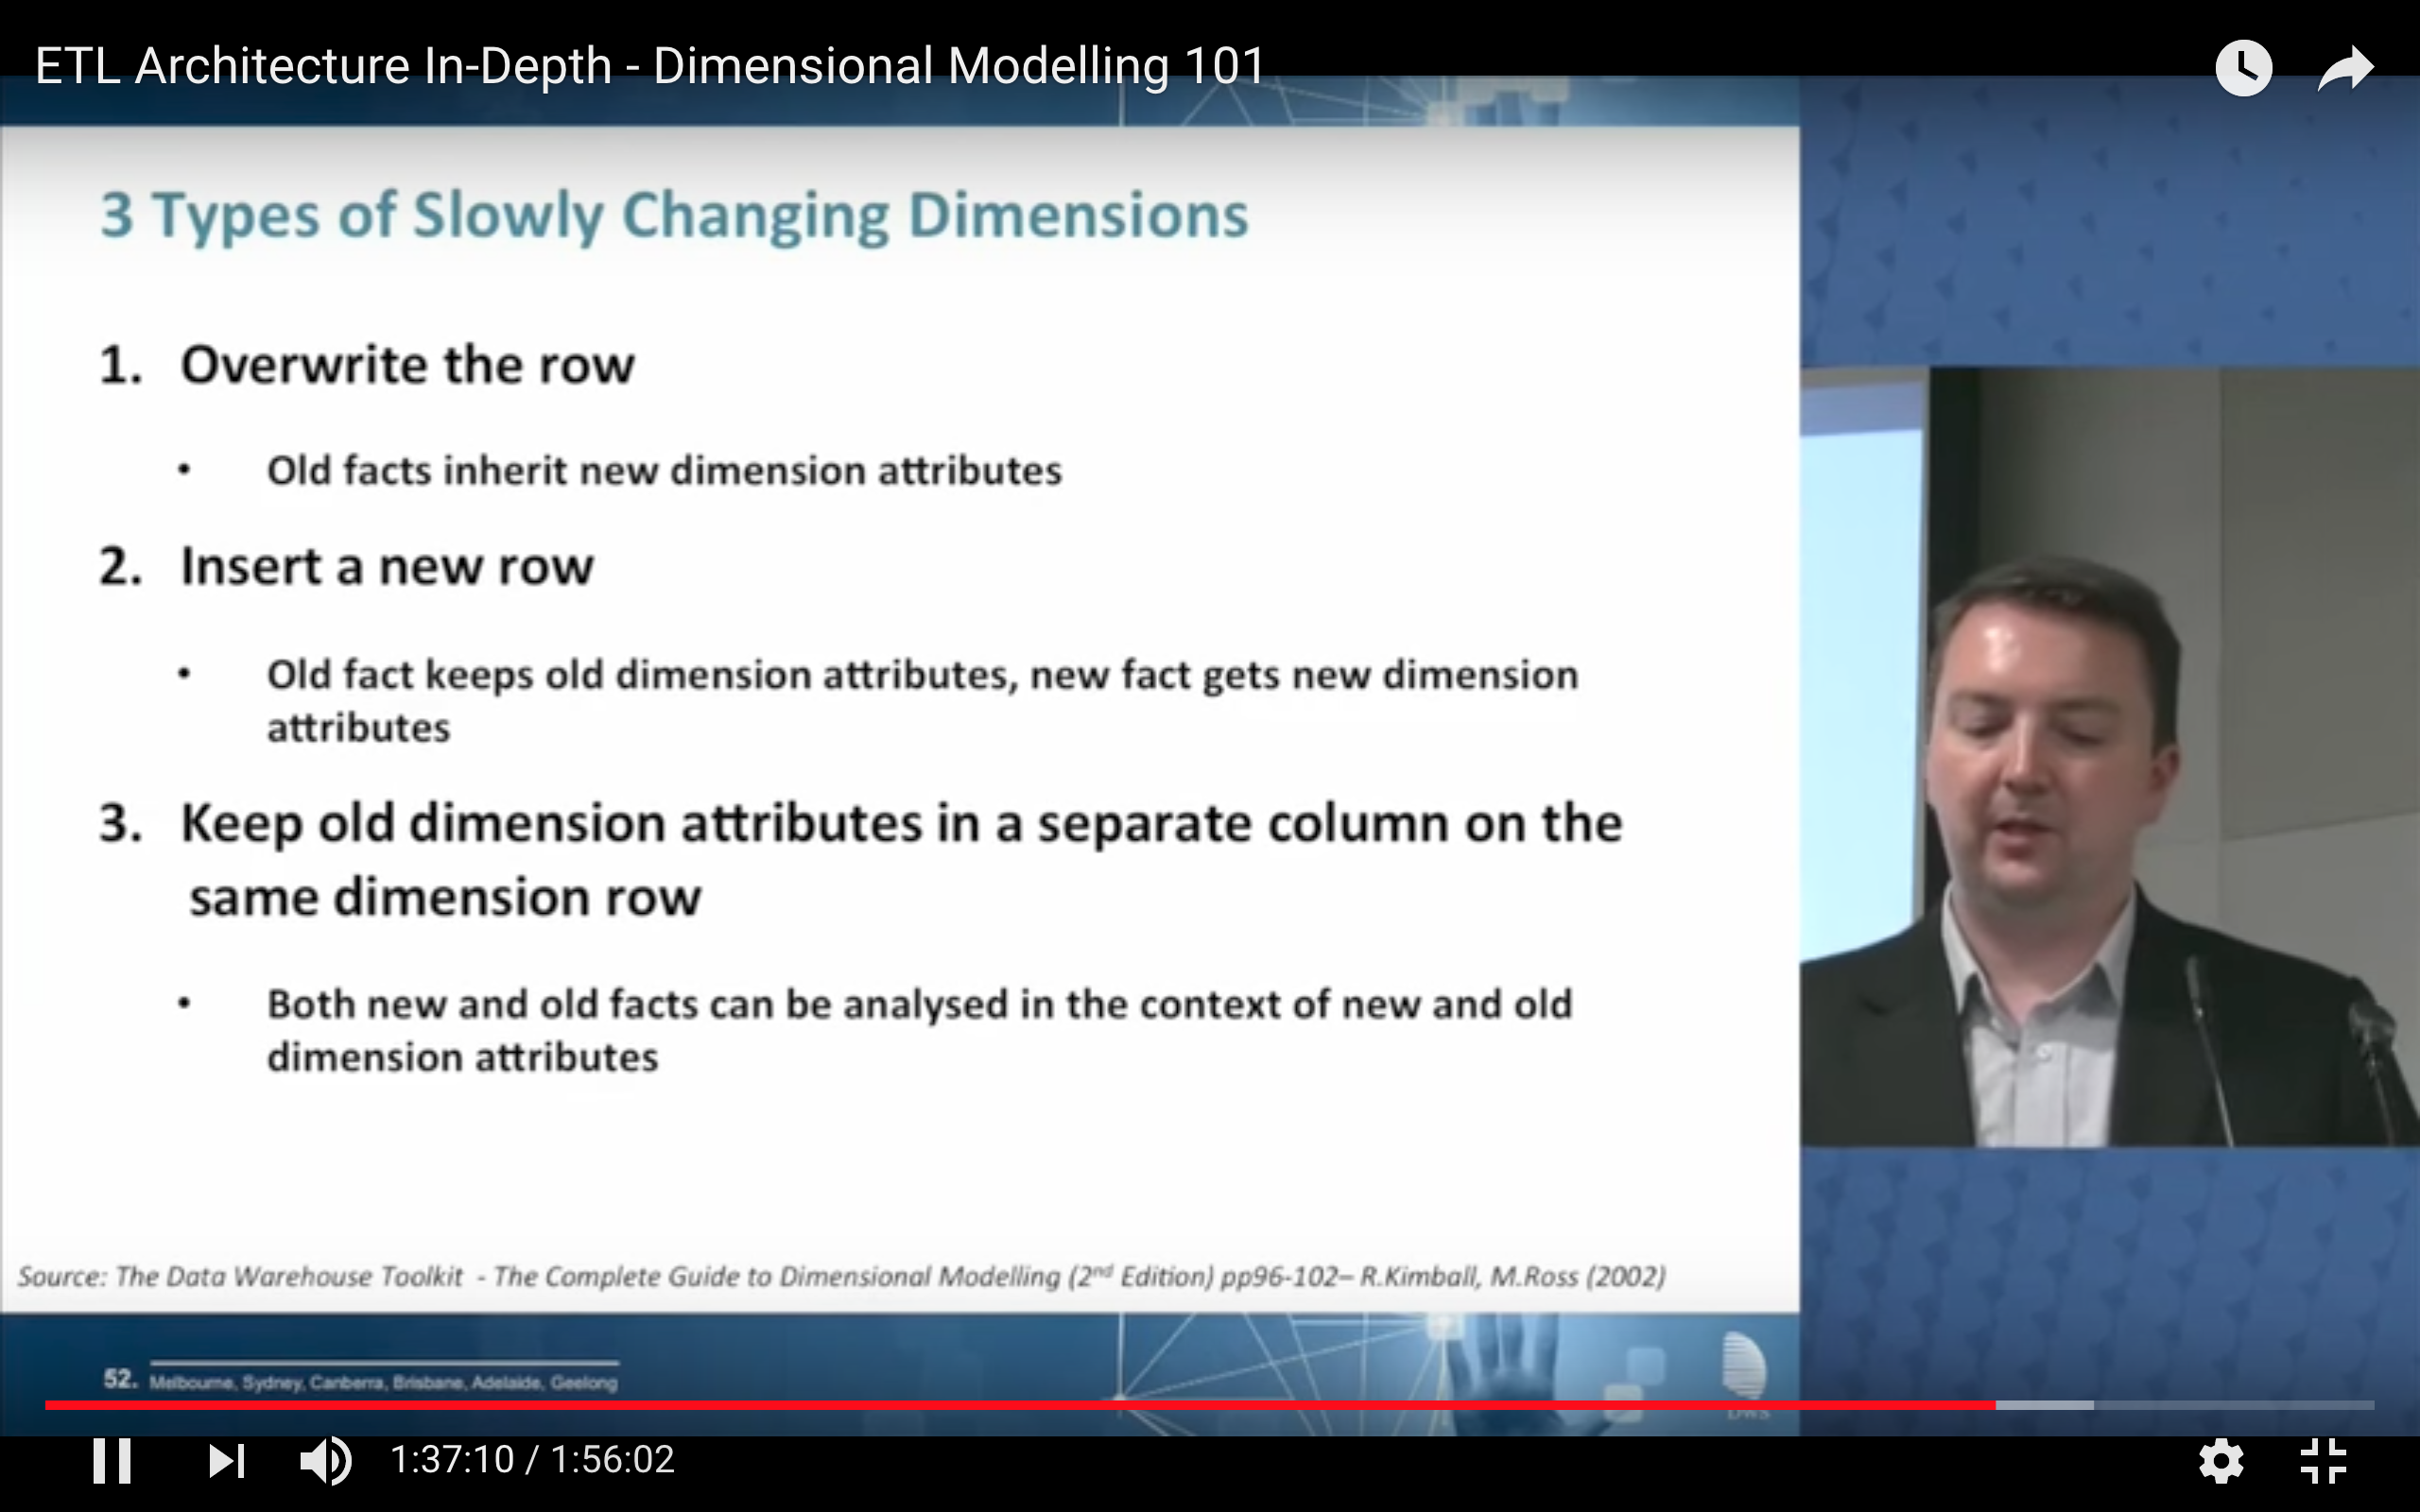 ETL Architecture In-Depth - Dimensional Modelling 101
3 Types of Slowly Changing Dimensions
1. Overwrite the row
• Old facts inherit new dimension attributes
2. Insert a new row
• Old fact keeps old dimension attributes, new fact gets new dimension
attributes
3. Keep old dimension attributes in a separate column on the
same dimension row
• Both new and old facts can be analysed in the context of new and old
dimension attributes
Source: The Data Warehouse Toolkit - The Complete Guide to Dimensional Modelling (2nd Edition) pp96-102– R.Kimball, M.Ross (2002)
52. Melbourne, Sydney, Canberra, Brisbane, Adelaide, Geelong
DWS
1:37:10 / 1:56:02